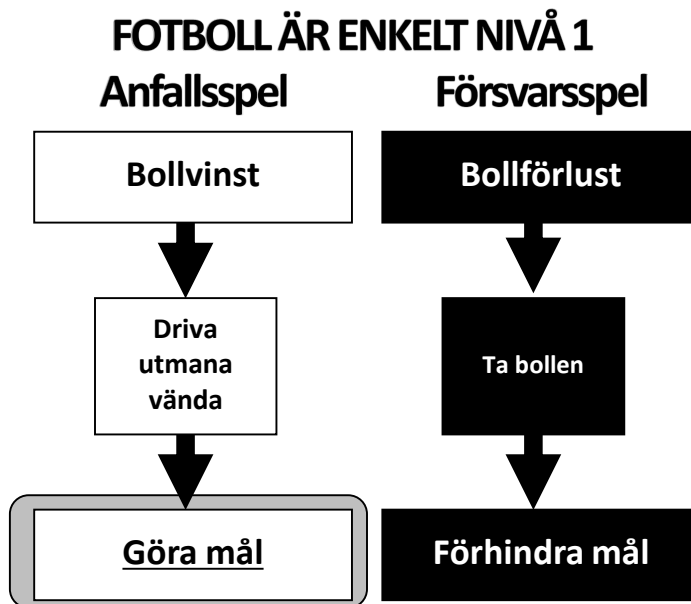 FOTBOLL ÄR ENKELT NIVÅ 1
Anfallsspel
Försvarsspel
Bollvinst
Bollförlust
Driva
utmana
vända
Ta bollen
Göra mål
Förhindra mål